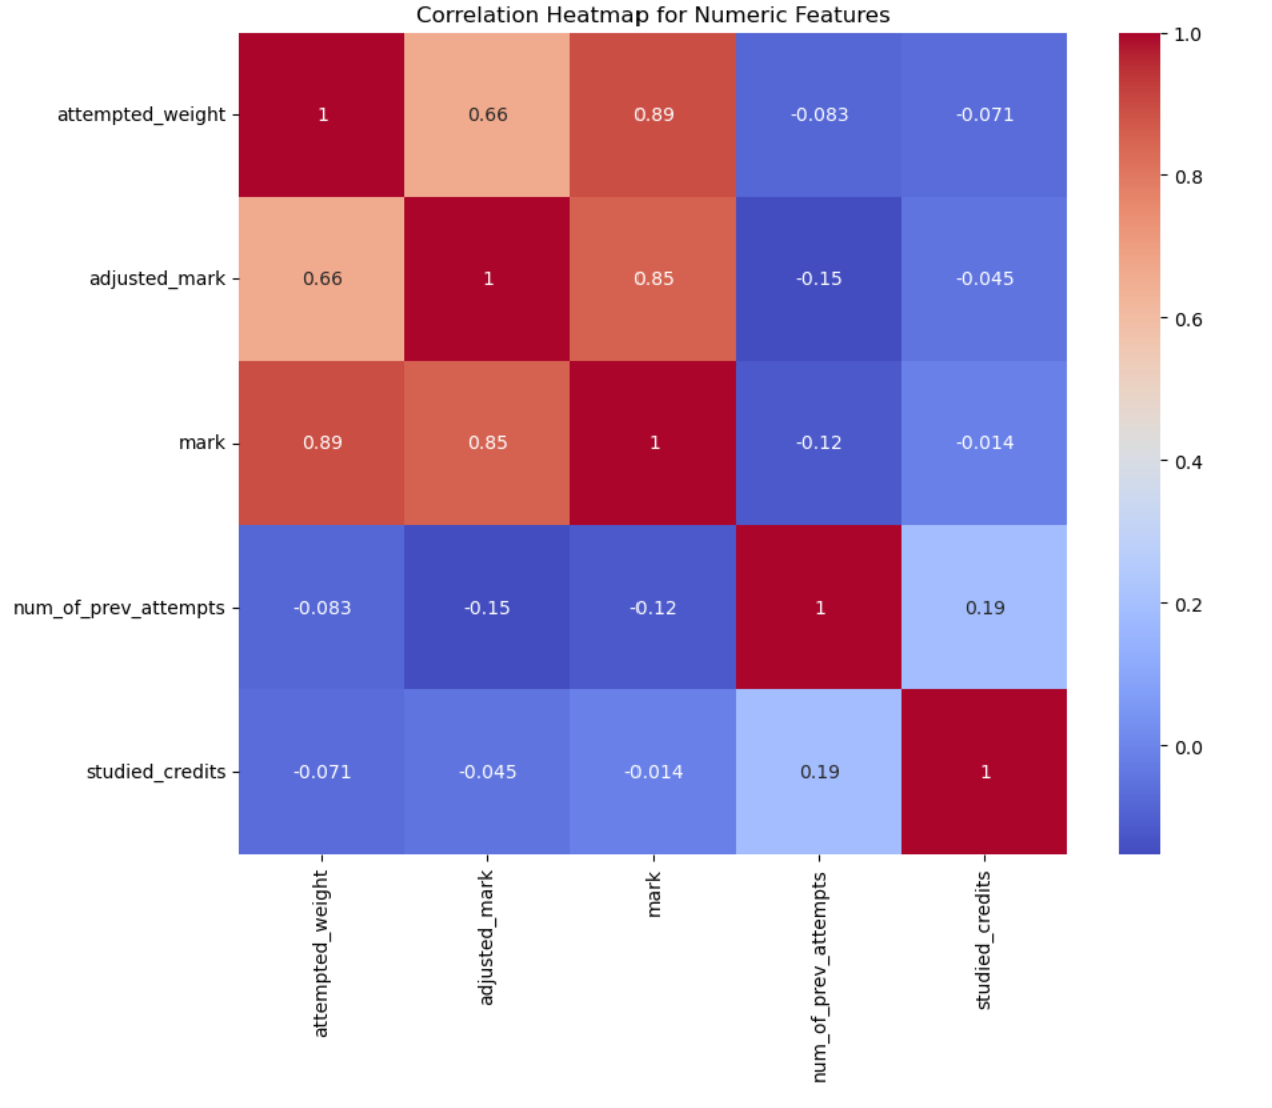 Correlation Heatmap for Numeric Features
attempted_weight 1 0.66 0.89 -0.083 -0.071
adjusted_mark 0.66 1 0.85 -0.15 -0.045
mark 0.89 0.85 1 -0.12 -0.014
num_of_prev_attempts -0.083 -0.15 -0.12 1 0.19
studied_credits -0.071 -0.045 -0.014 0.19 1
attempted_weight
adjusted_mark
mark
num_of_prev_attempts
studied_credits
1.0
0.8
0.6
0.4
0.2
0.0